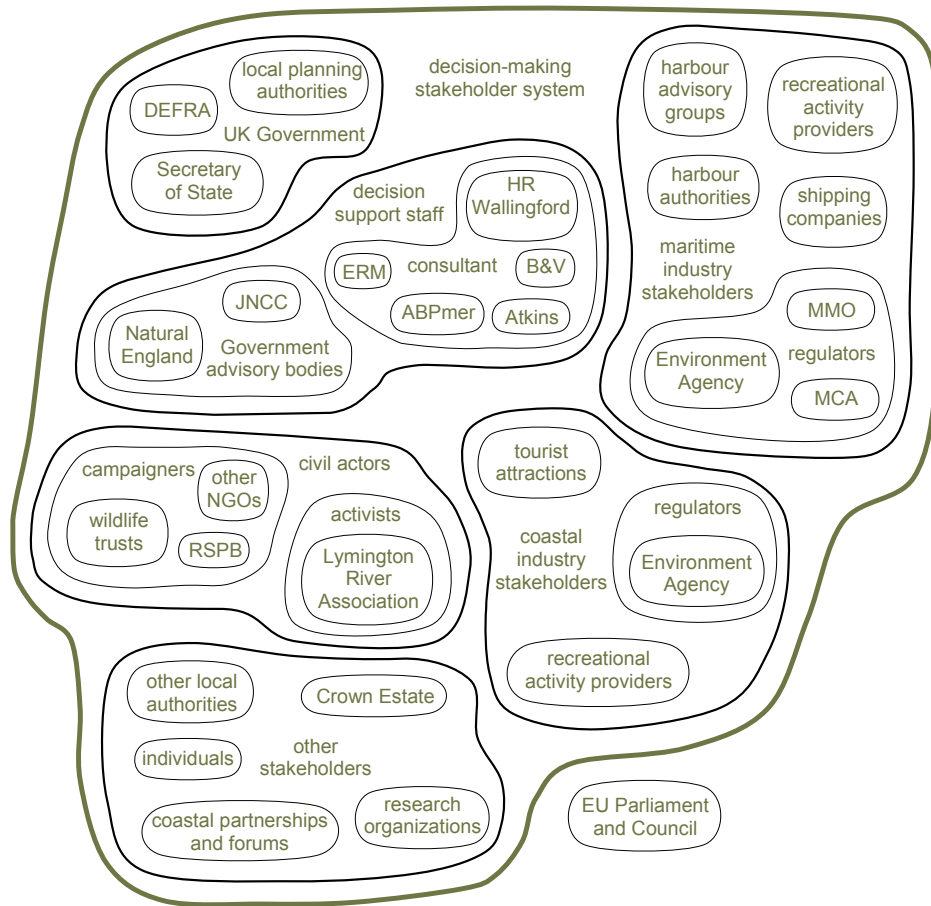 decision-making
stakeholder system
local planning
authorities
DEFRA
UK Government
Secretary
of State
harbour
advisory
groups
recreational
activity
providers
harbour
authorities
shipping
companies
maritime
industry
stakeholders
MMO
regulators
Environment
Agency
MCA
decision
support staff
HR
Wallingford
consultant
ERM
B&V
ABPmer
Atkins
JNCC
Natural
England
Government
advisory bodies
campaigners
civil actors
other
NGOs
wildlife
trusts
RSPB
activists
Lymington
River
Association
tourist
attractions
regulators
coastal
industry
stakeholders
Environment
Agency
recreational
activity providers
other local
authorities
Crown Estate
individuals
other
stakeholders
coastal partnerships
and forums
research
organizations
EU Parliament
and Council